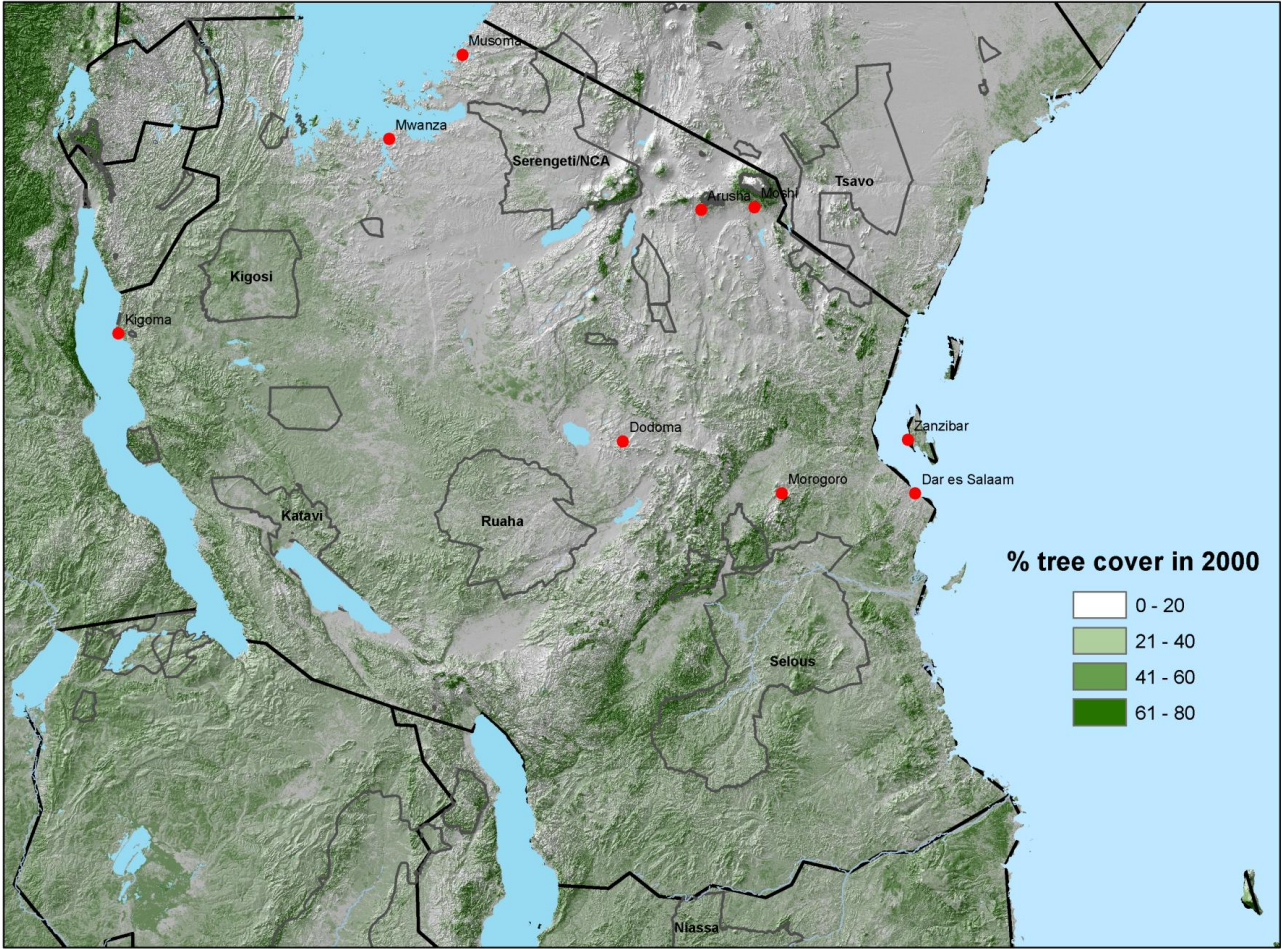 Musoma
Mwanza
Serengeti/NCA
Tsavo
Arusha
Moshi
Kigosi
Kigoma
Dodoma
Zanzibar
Morogoro
Dar es Salaam
Katavi
Ruaha
% tree cover in 2000
0 - 20
21 - 40
41 - 60
61 - 80
Selous
Niassa